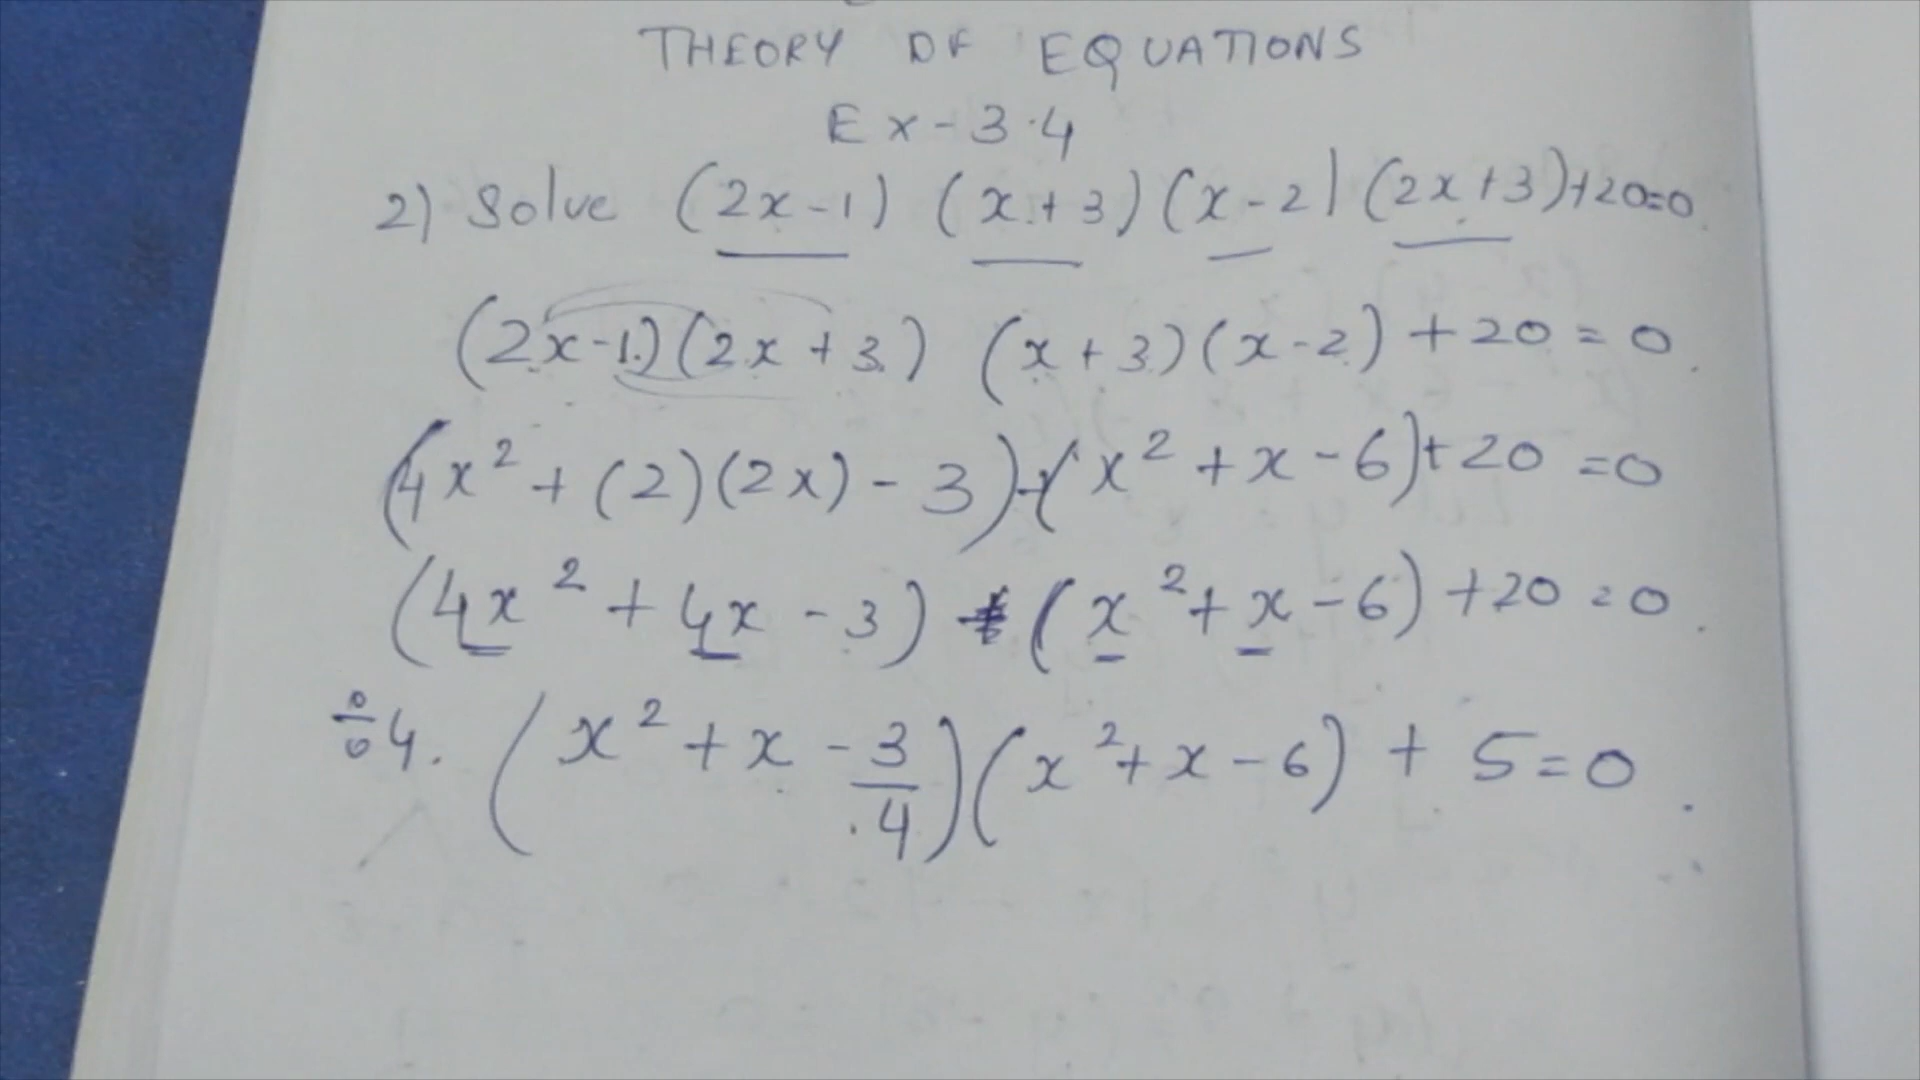 THEORY OF EQUATIONS
Ex-3.4
2) Solve (2x-1) (x+3) (x-2) (2x+3)+20=0
(2x-1)(2x+3) (x+3)(x-2)+20=0.
(4x²+(2)(2x)-3)(x²+x-6)+20=0
(4x²+4x-3) (x²+x-6)+20=0.
÷4. (x²+x-3/4)(x²+x-6)+5=0.